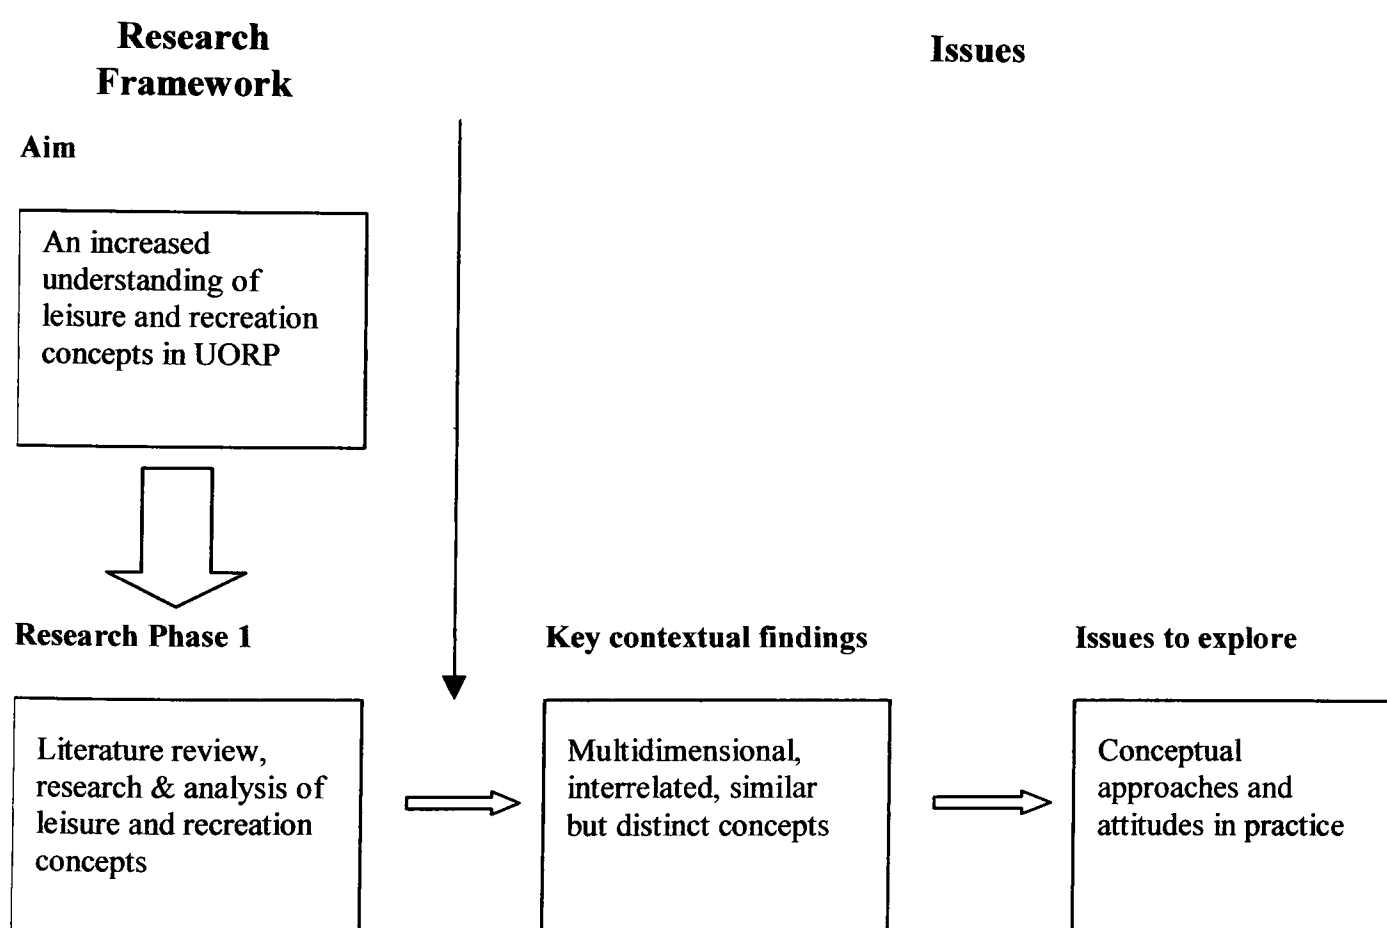 Research
Framework
Issues
Aim
An increased
understanding of
leisure and recreation
concepts in UORP
Research Phase 1
Key contextual findings
Issues to explore
Literature review,
research & analysis of
leisure and recreation
concepts
Multidimensional,
interrelated, similar
but distinct concepts
Conceptual
approaches and
attitudes in practice